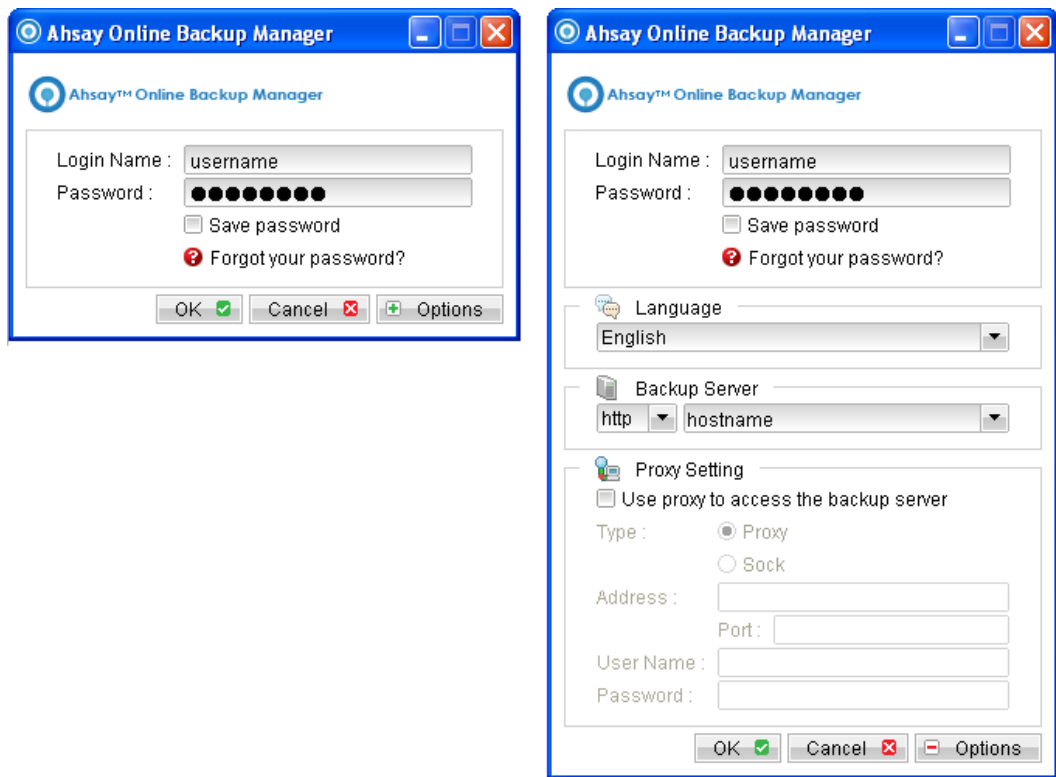 Ahsay Online Backup Manager
Ahsay™ Online Backup Manager
Login Name : username
Password : ●●●●●●●●
Save password
Forgot your password?
OK Cancel Options
Ahsay Online Backup Manager
Ahsay™ Online Backup Manager
Login Name : username
Password : ●●●●●●●●
Save password
Forgot your password?
Language
English
Backup Server
http hostname
Proxy Setting
Use proxy to access the backup server
Type : Proxy
Sock
Address :
Port :
User Name :
Password :
OK Cancel Options